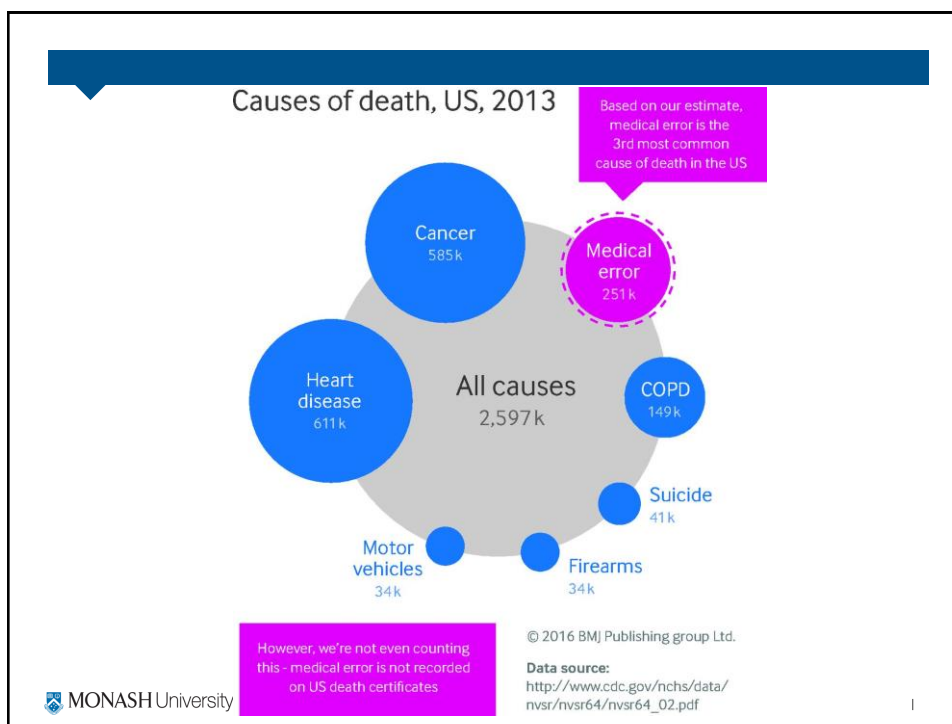 Causes of death, US, 2013
Based on our estimate,
medical error is the
3rd most common
cause of death in the US
Cancer
585k
Medical
error
251k
Heart
disease
611k
All causes
2,597k
COPD
149k
Suicide
41k
Motor
vehicles
34k
Firearms
34k
However, we're not even counting
this - medical error is not recorded
on US death certificates
© 2016 BMJ Publishing group Ltd.
Data source:
http://www.cdc.gov/nchs/data/
nvsr/nvsr64/nvsr64_02.pdf
MONASH University
|